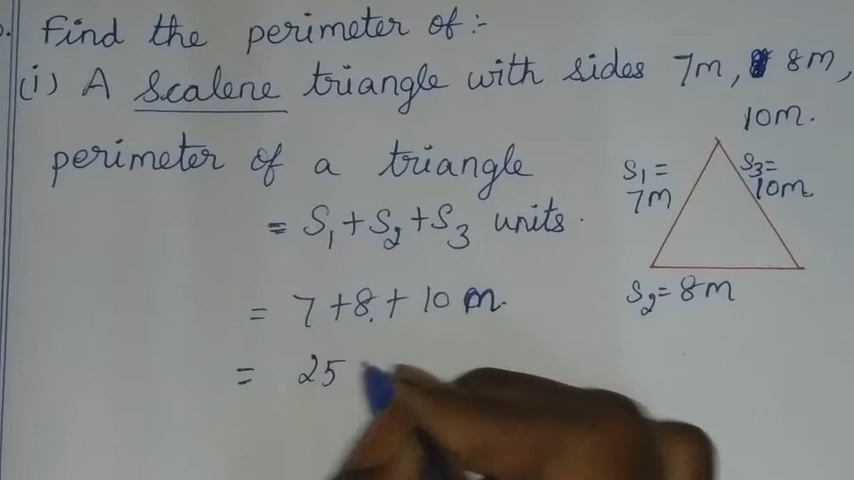 Find the perimeter of:-
(i) A Scalene triangle with sides 7m, 8m,
10m.
perimeter of a triangle
= S₁+S₂+S₃ units.
S₁=
7m
S₃=
10m
S₂=8m
= 7+8+10 m.
= 25